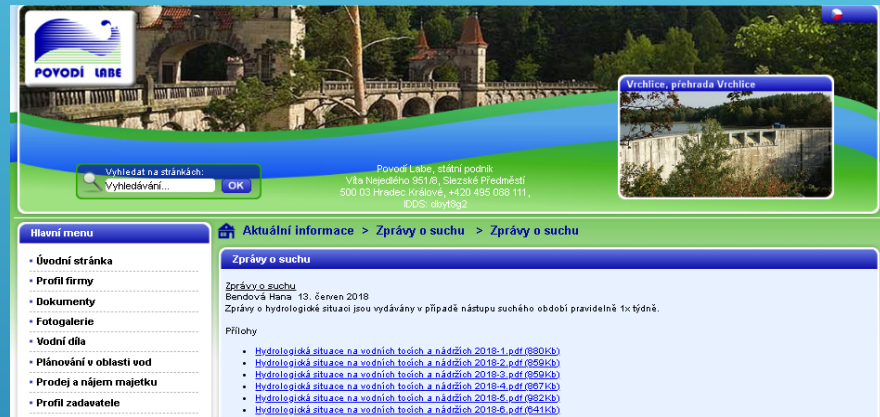 POVODÍ LABE
Vrchlice, přehrada Vrchlice
Vyhledat na stránkách:
Vyhledávání...
OK
Povodí Labe, státní podnik
Víta Nejedlého 951/8, Slezské Předměstí
500 03 Hradec Králové, +420 495 088 111,
IDDS: dbyt8g2
Hlavní menu
Úvodní stránka
Profil firmy
Dokumenty
Fotogalerie
Vodní díla
Plánování v oblasti vod
Prodej a nájem majetku
Profil zadavatele
Aktuální informace > Zprávy o suchu > Zprávy o suchu
Zprávy o suchu
Zprávy o suchu
Bendová Hana 13. červen 2018
Zprávy o hydrologické situaci jsou vydávány v případě nástupu suchého období pravidelně 1x týdně.
Přílohy
Hydrologická situace na vodních tocích a nádržích 2018-1.pdf (880Kb)
Hydrologická situace na vodních tocích a nádržích 2018-2.pdf (859Kb)
Hydrologická situace na vodních tocích a nádržích 2018-3.pdf (859Kb)
Hydrologická situace na vodních tocích a nádržích 2018-4.pdf (867Kb)
Hydrologická situace na vodních tocích a nádržích 2018-5.pdf (982Kb)
Hydrologická situace na vodních tocích a nádržích 2018-6.pdf (641Kb)